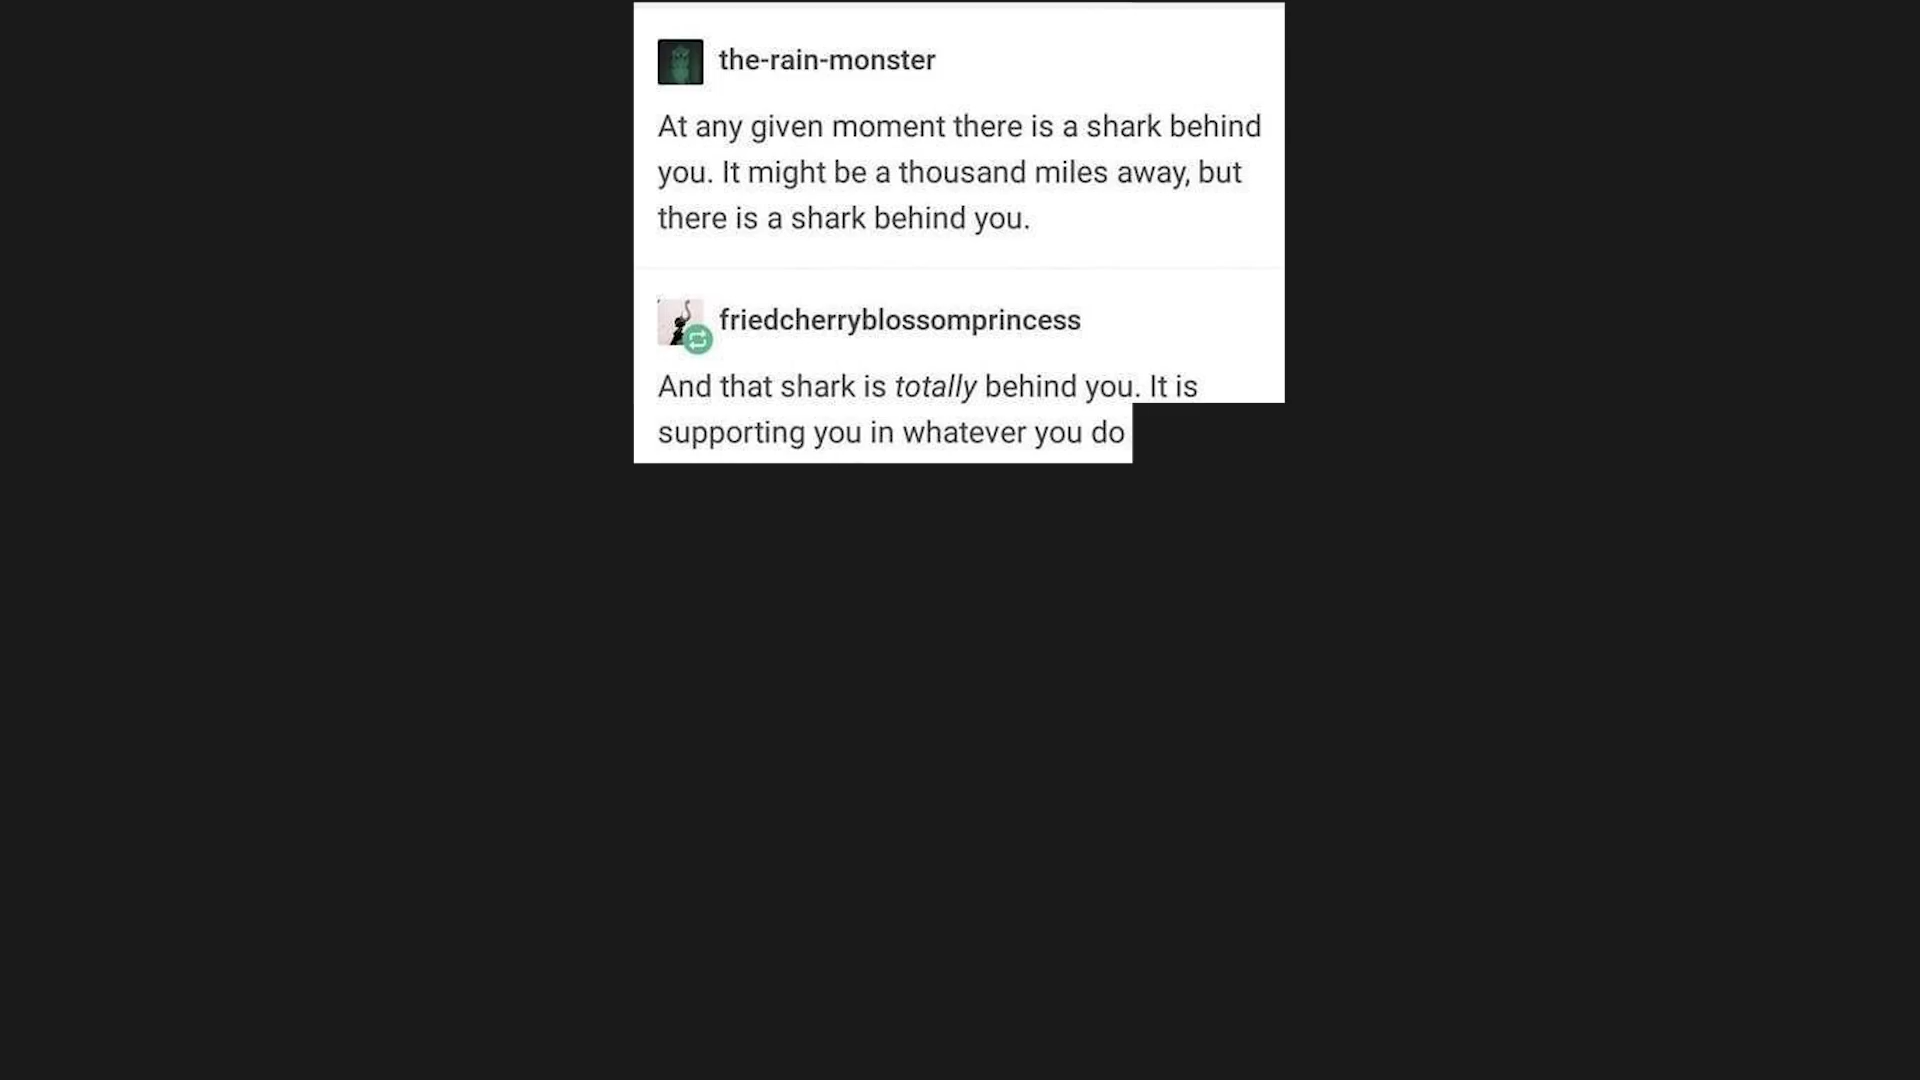 the-rain-monster
At any given moment there is a shark behind
you. It might be a thousand miles away, but
there is a shark behind you.
friedcherryblossomprincess
And that shark is totally behind you. It is
supporting you in whatever you do